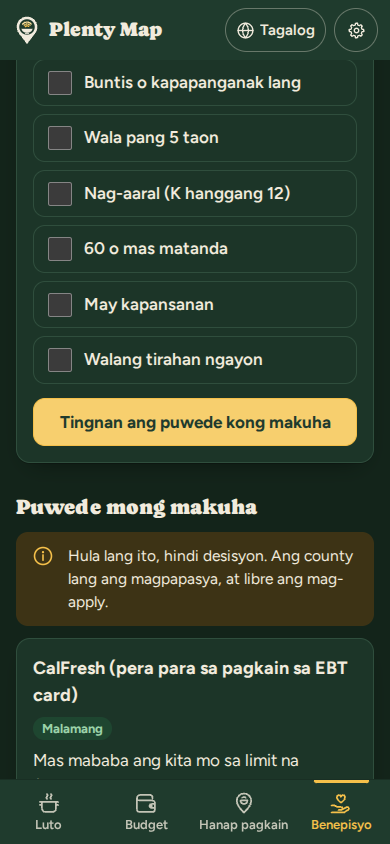 Plenty Map
Tagalog
Buntis o kapapanganak lang
Wala pang 5 taon
Nag-aaral (K hanggang 12)
60 o mas matanda
May kapansanan
Walang tirahan ngayon
Tingnan ang puwede kong makuha
Puwede mong makuha
Hula lang ito, hindi desisyon. Ang county
lang ang magpapasya, at libre ang mag-
apply.
CalFresh (pera para sa pagkain sa EBT
card)
Malamang
Mas mababa ang kita mo sa limit na
Luto
Budget
Hanap pagkain
Benepisyo